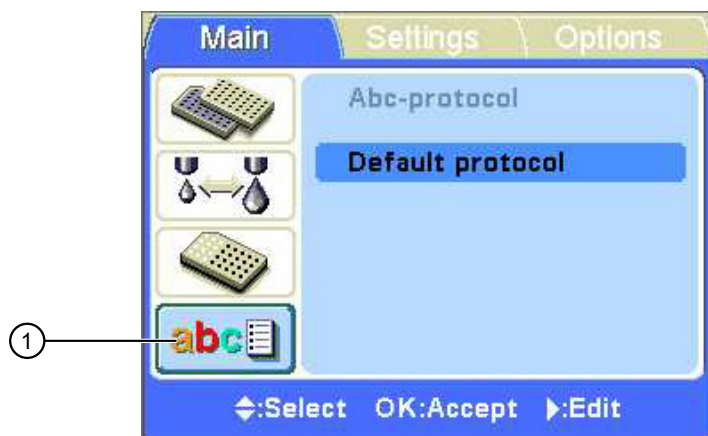 Main Settings Options
Abc-protocol
Default protocol
1 abc
:Select OK:Accept :Edit